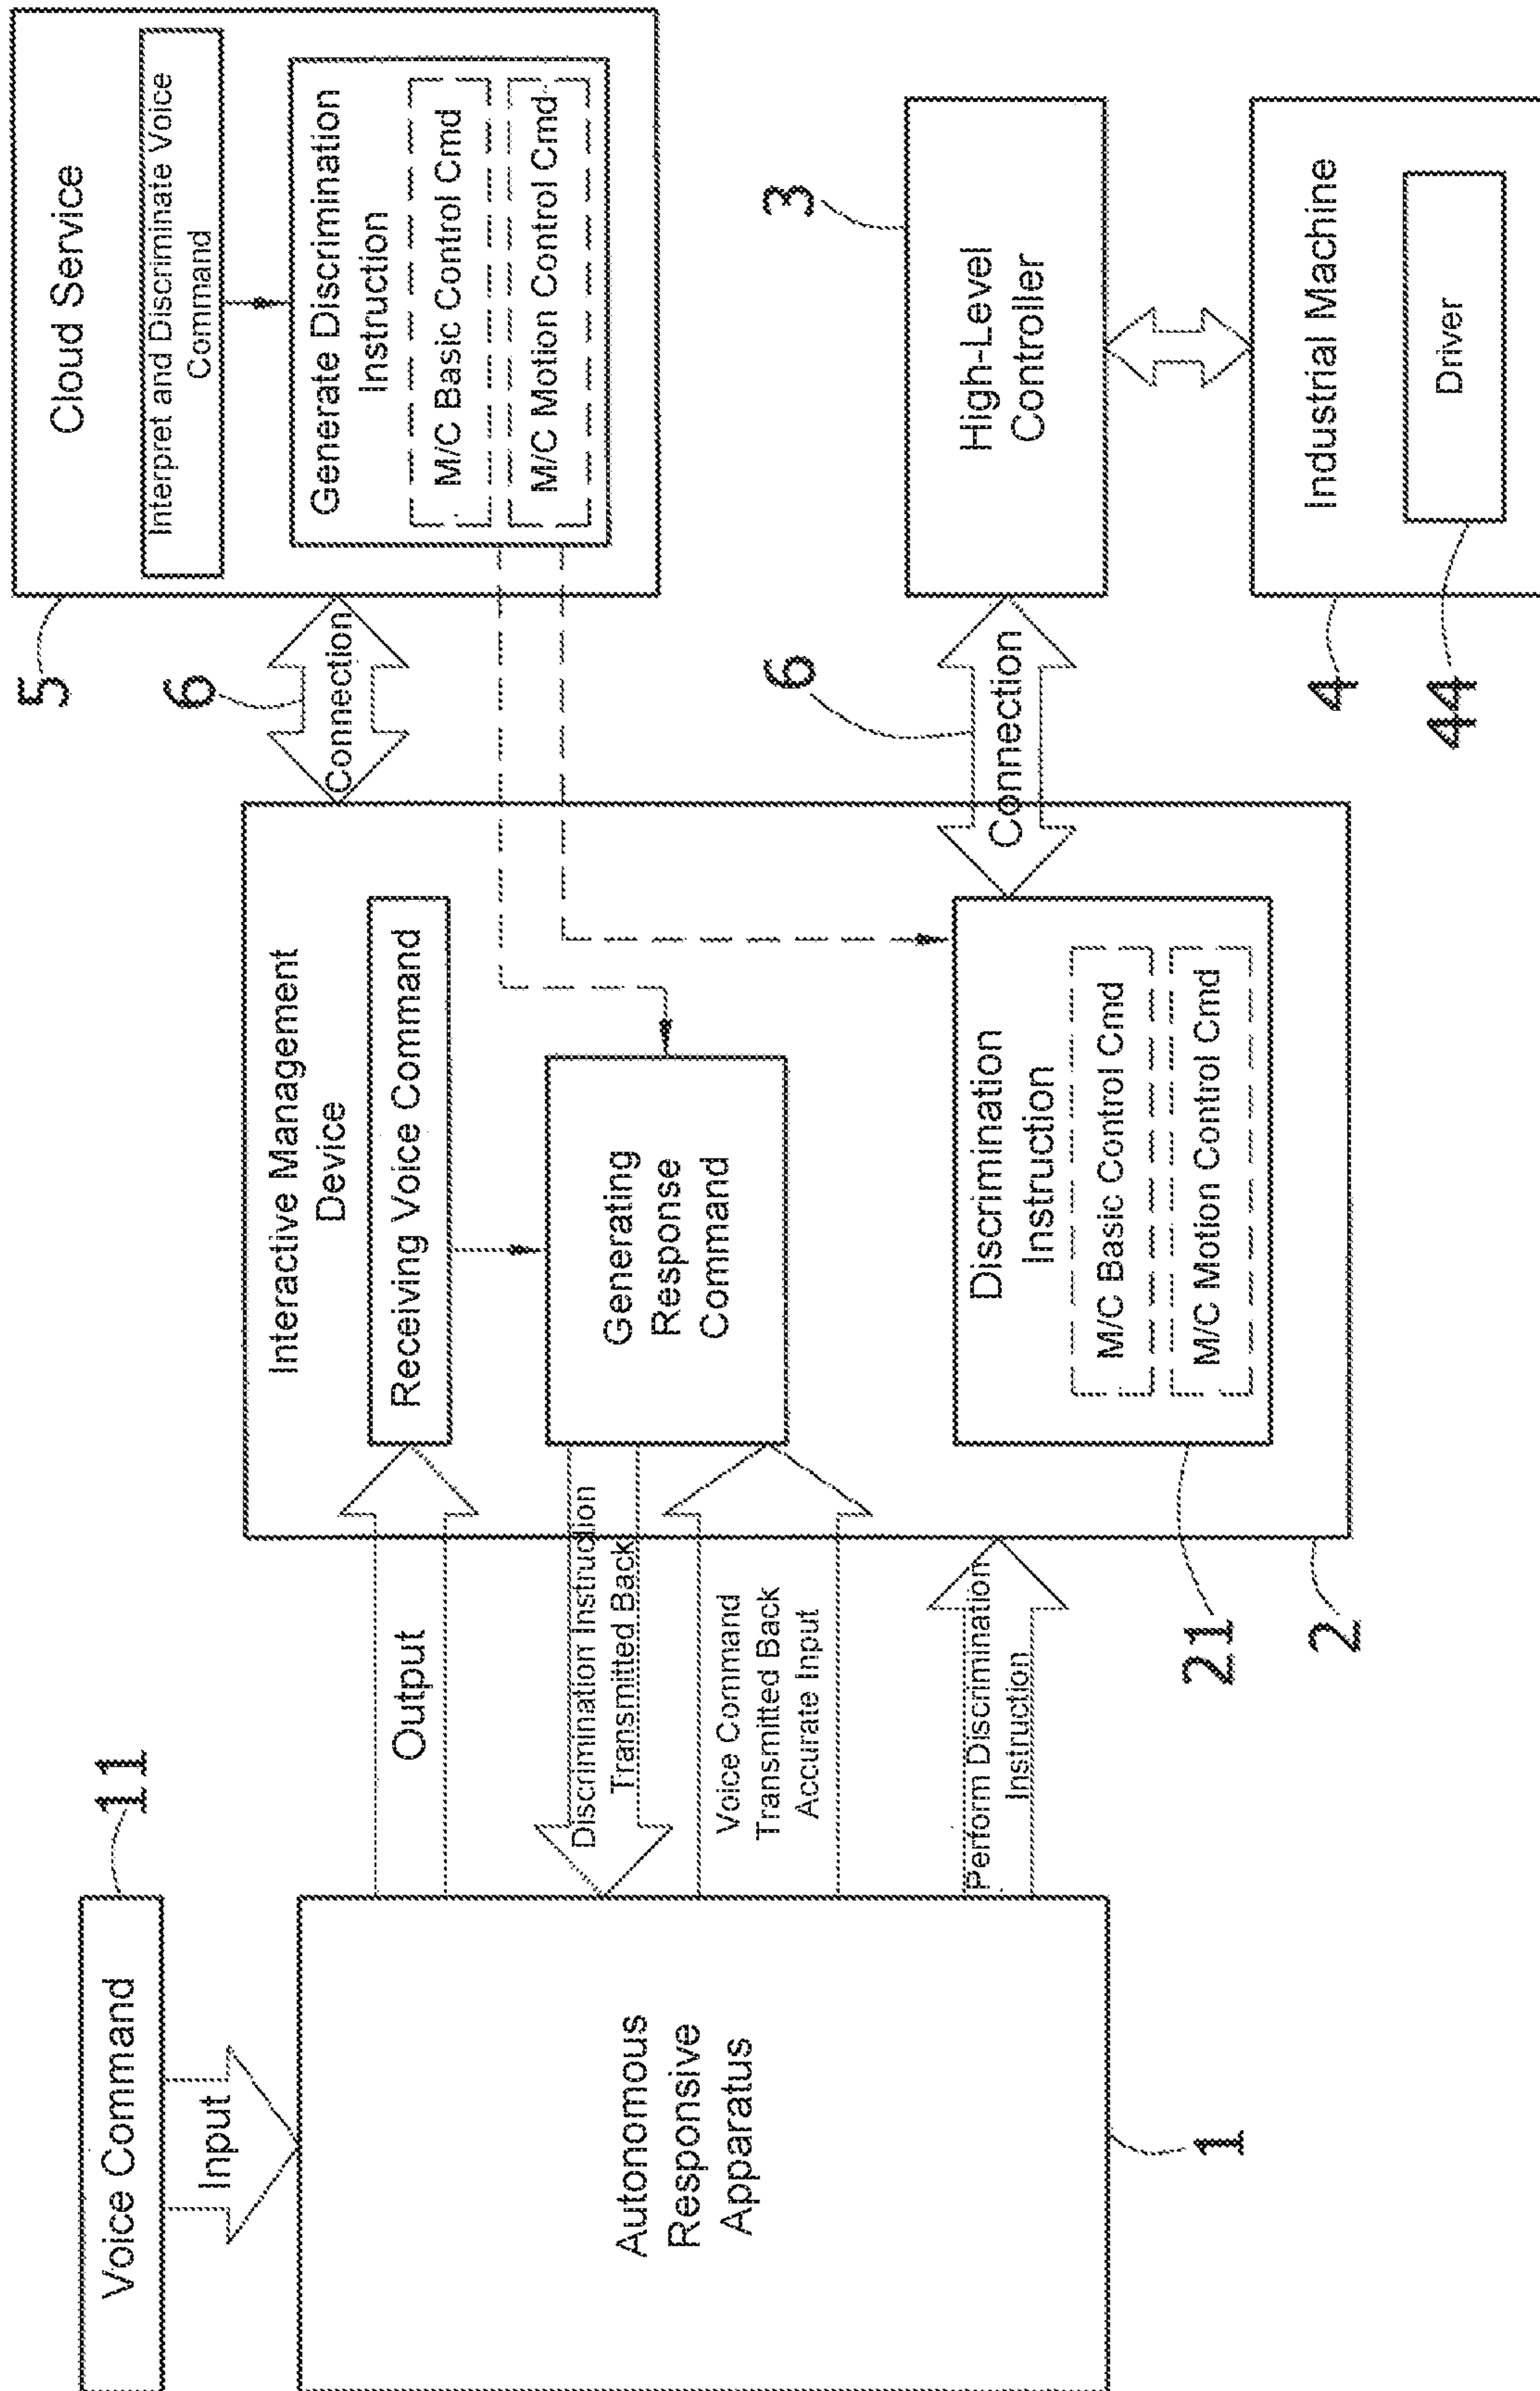 Voice Command
11
Input
Autonomous
Responsive
Apparatus
1
Output
Discrimination Instruction
Transmitted Back
Voice Command
Transmitted Back
Accurate Input
Perform Discrimination
Instruction
Interactive Management
Device
Receiving Voice Command
Generating
Response
Command
Discrimination
Instruction
M/C Basic Control Cmd
M/C Motion Control Cmd
21
2
5
6
Connection
Cloud Service
Interpret and Discriminate Voice
Command
Generate Discrimination
Instruction
M/C Basic Control Cmd
M/C Motion Control Cmd
6
Connection
3
High-Level
Controller
Industrial Machine
Driver
4
44